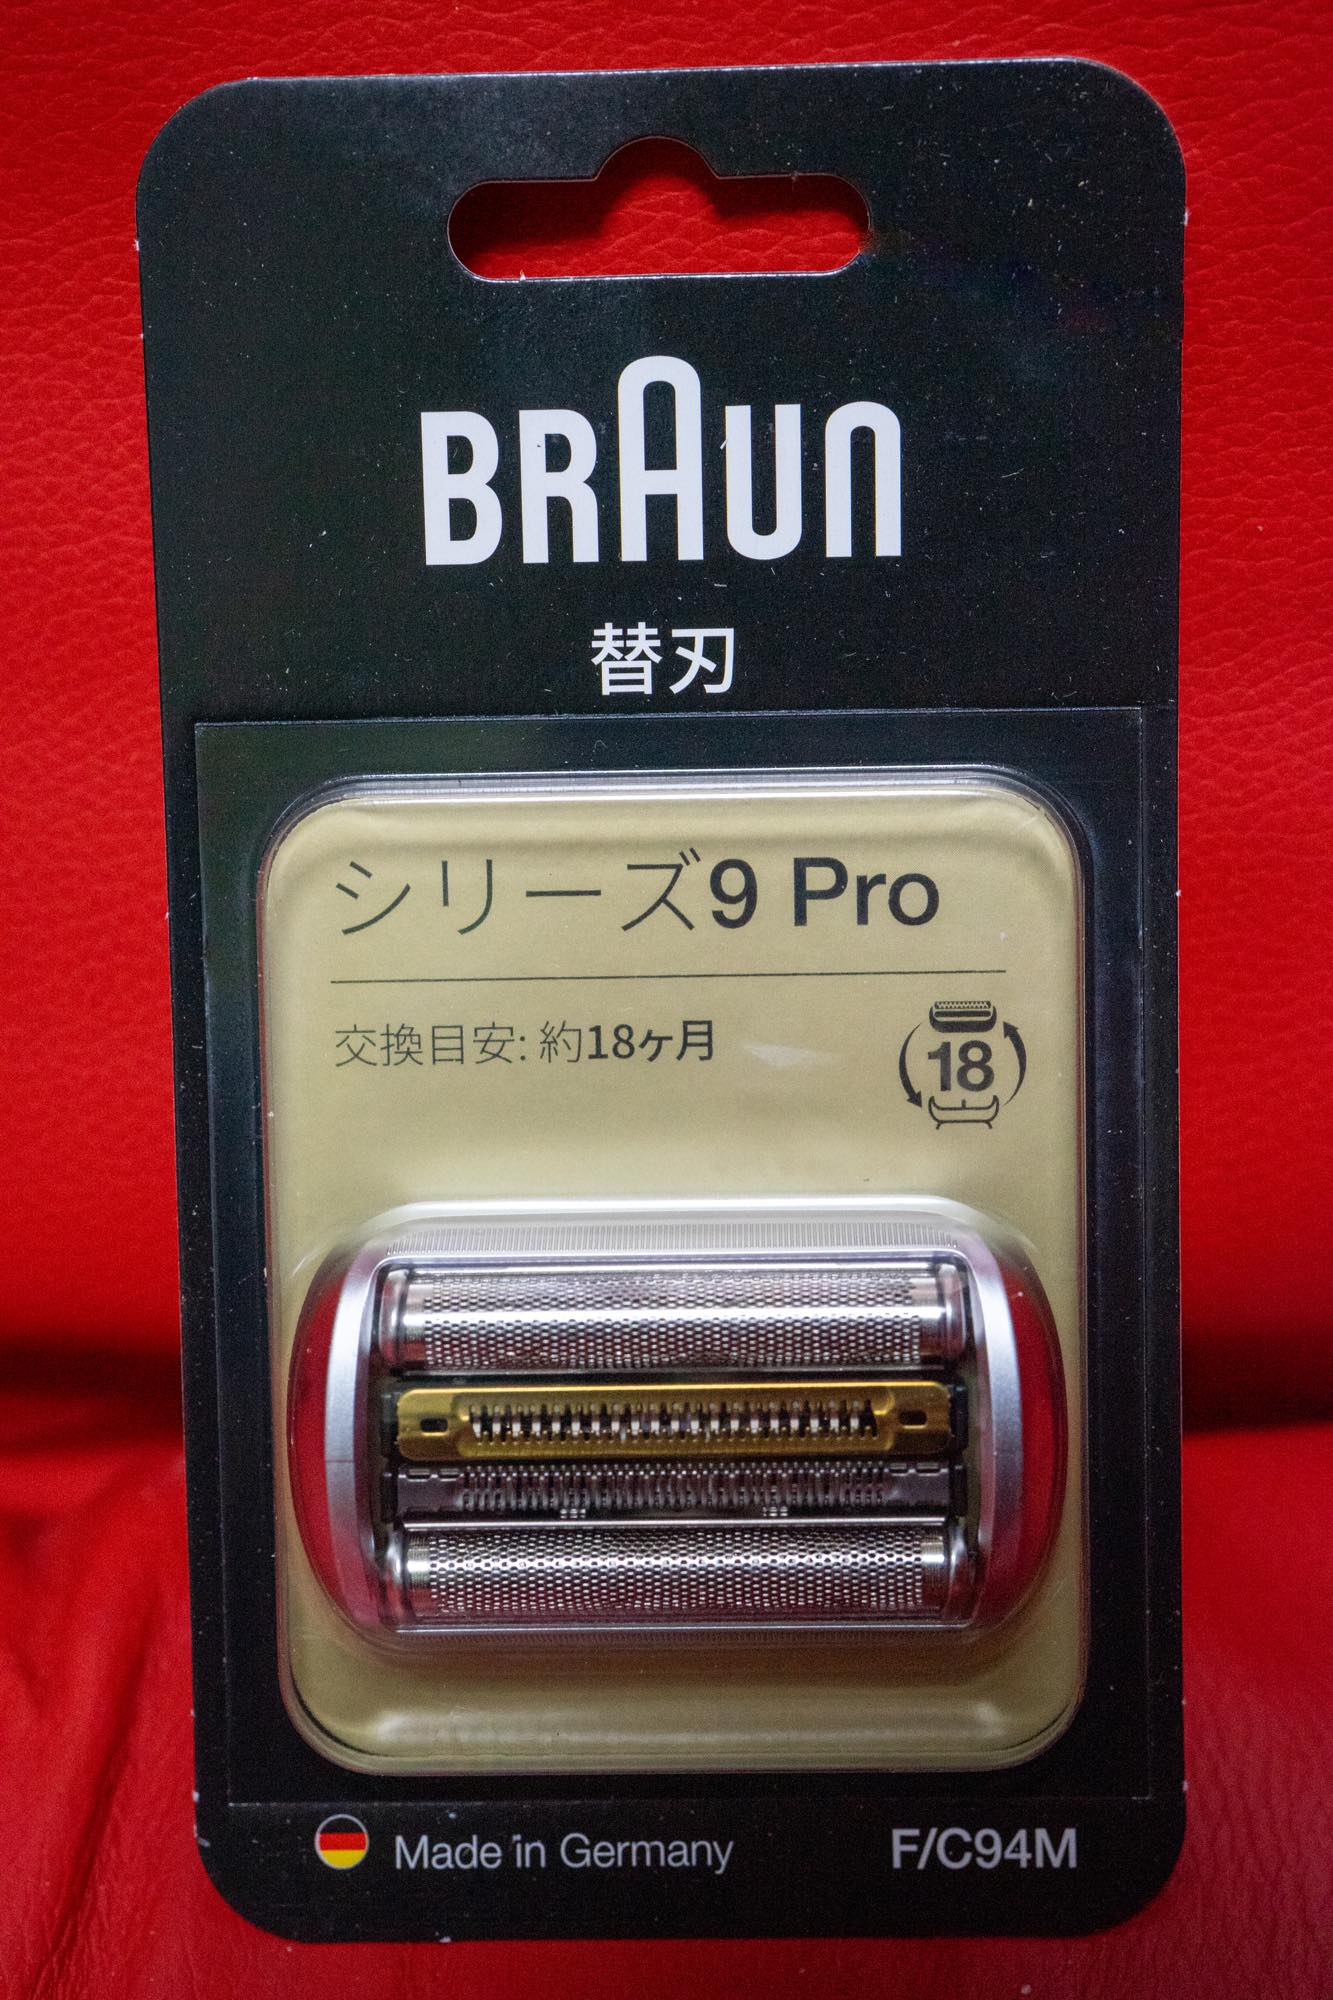 BRAUN
替刃
シリーズ9 Pro
交換目安: 約18ヶ月
18
Made in Germany
F/C94M